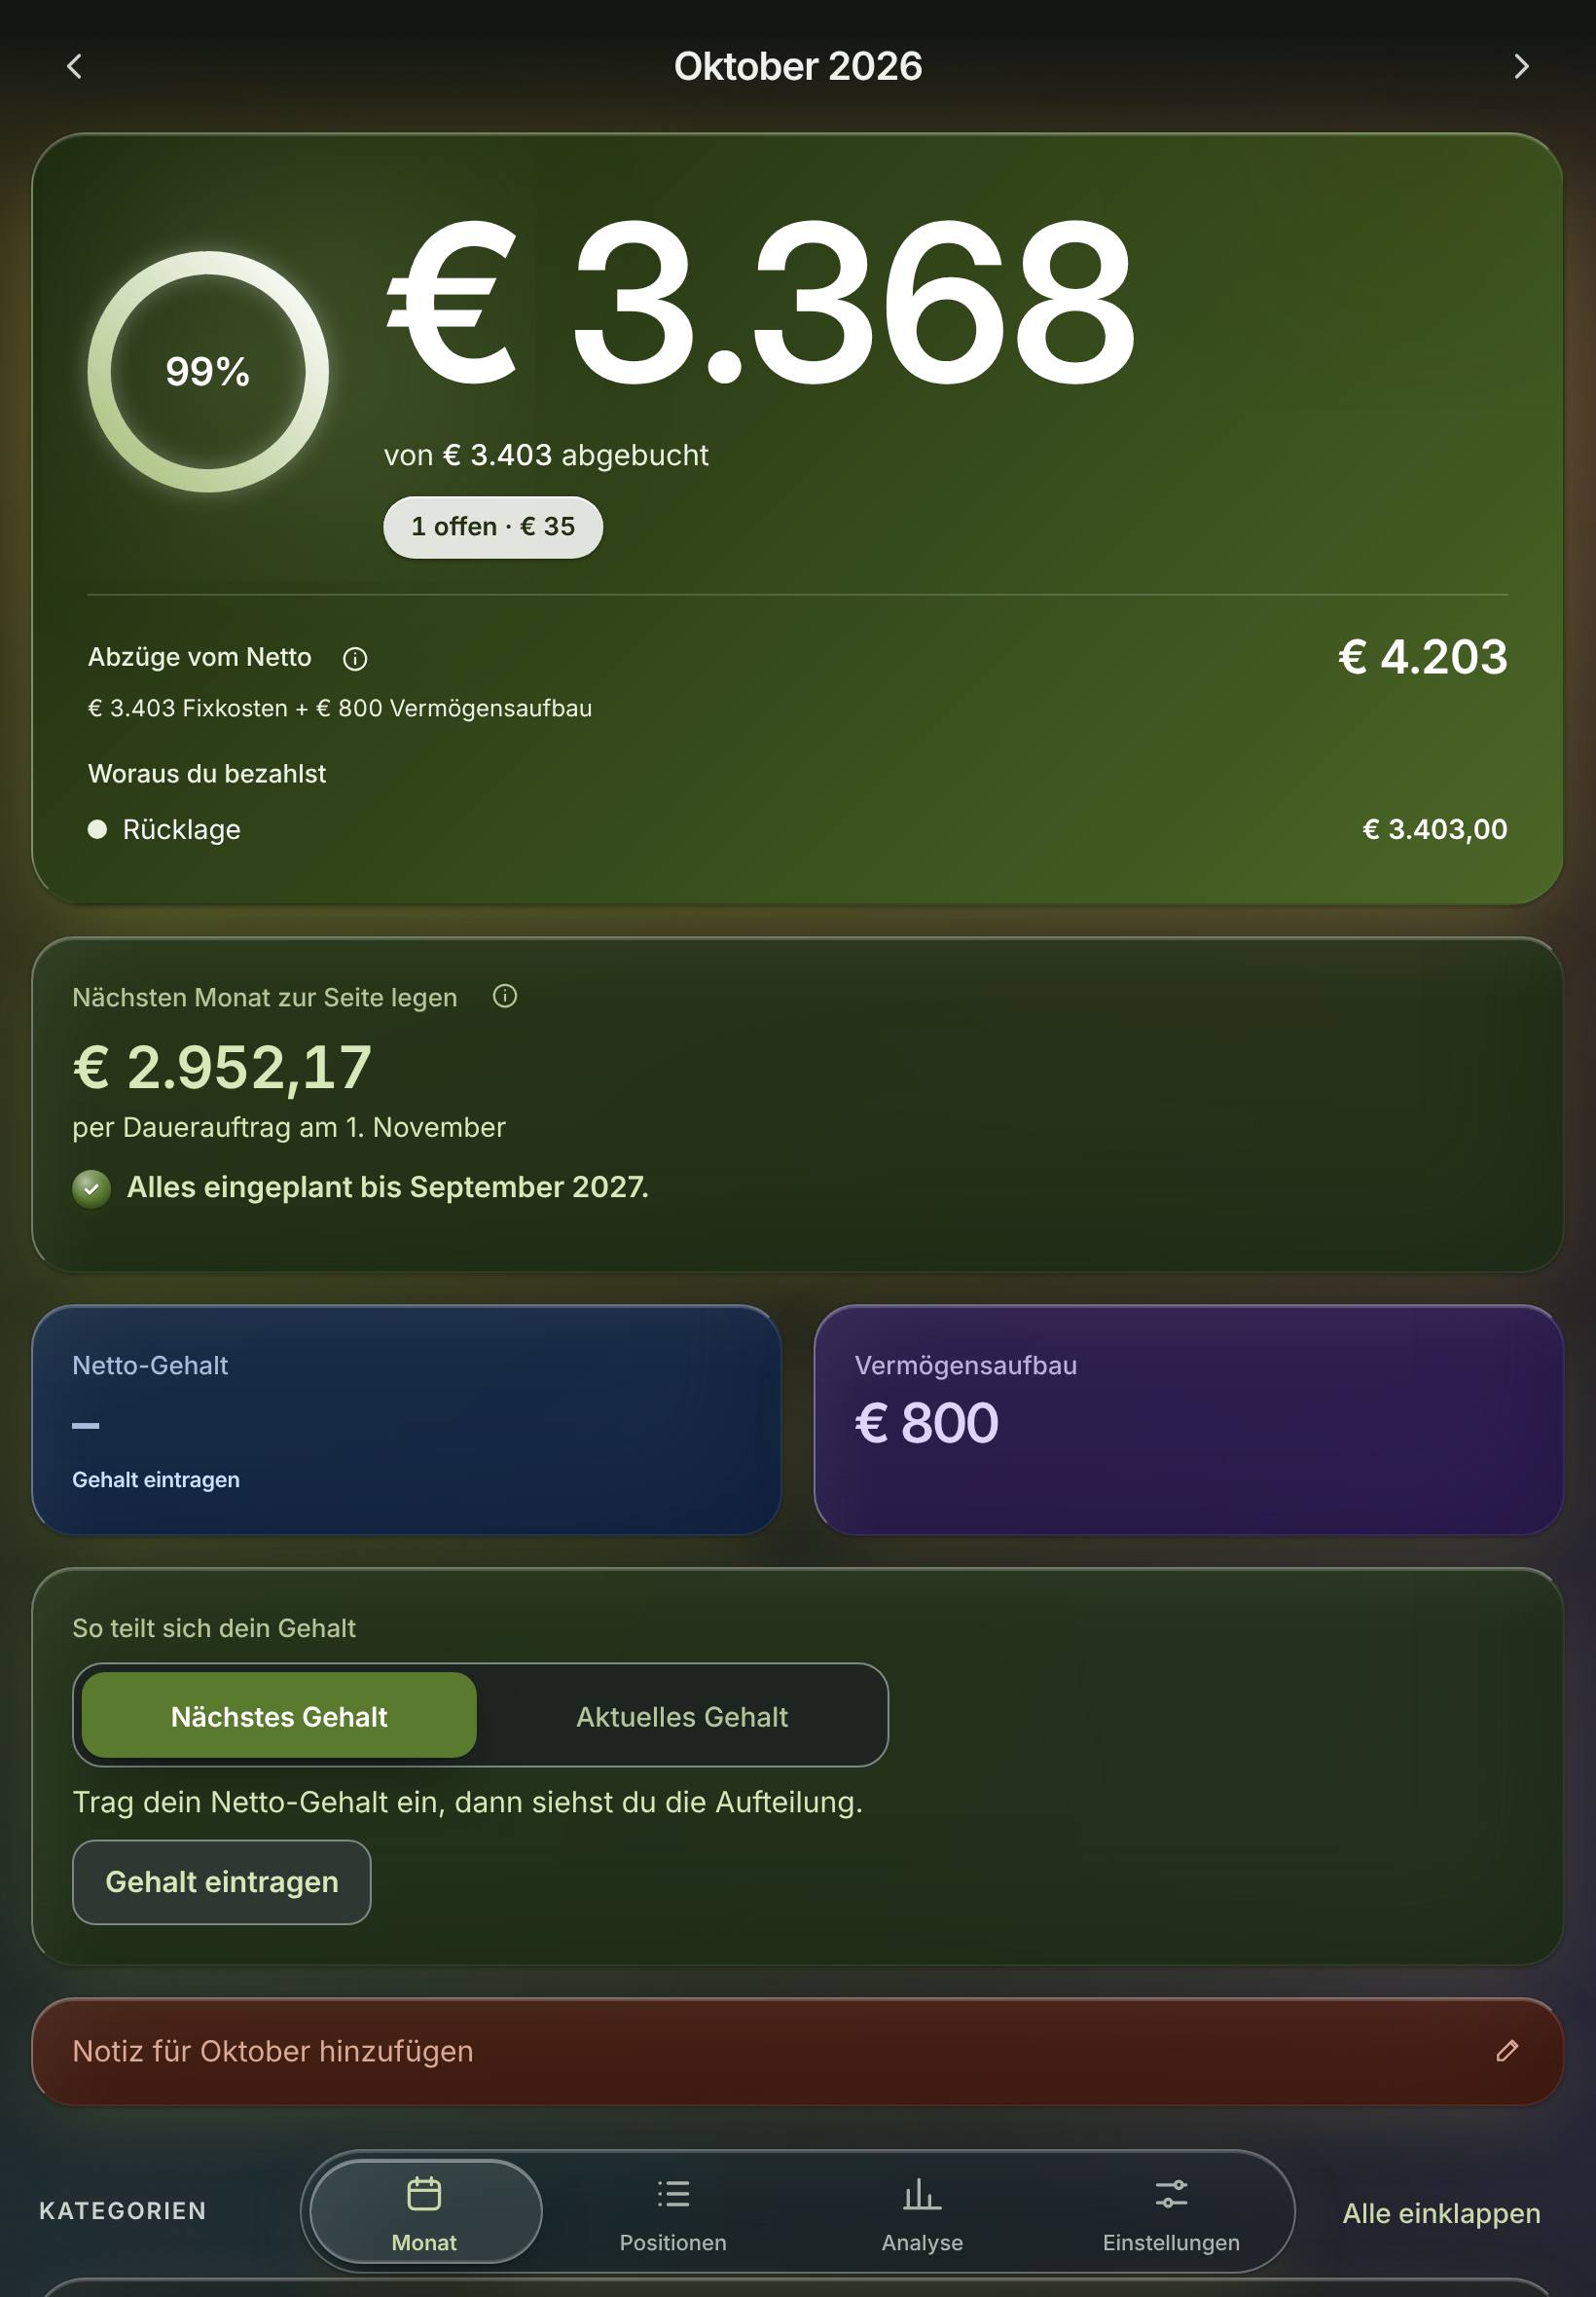 Oktober 2026
99%
€ 3.368
von € 3.403 abgebucht
1 offen · € 35
Abzüge vom Netto
€ 4.203
€ 3.403 Fixkosten + € 800 Vermögensaufbau
Woraus du bezahlst
Rücklage
€ 3.403,00
Nächsten Monat zur Seite legen
€ 2.952,17
per Dauerauftrag am 1. November
Alles eingeplant bis September 2027.
Netto-Gehalt
–
Gehalt eintragen
Vermögensaufbau
€ 800
So teilt sich dein Gehalt
Nächstes Gehalt
Aktuelles Gehalt
Trag dein Netto-Gehalt ein, dann siehst du die Aufteilung.
Gehalt eintragen
Notiz für Oktober hinzufügen
KATEGORIEN
Monat
Positionen
Analyse
Einstellungen
Alle einklappen